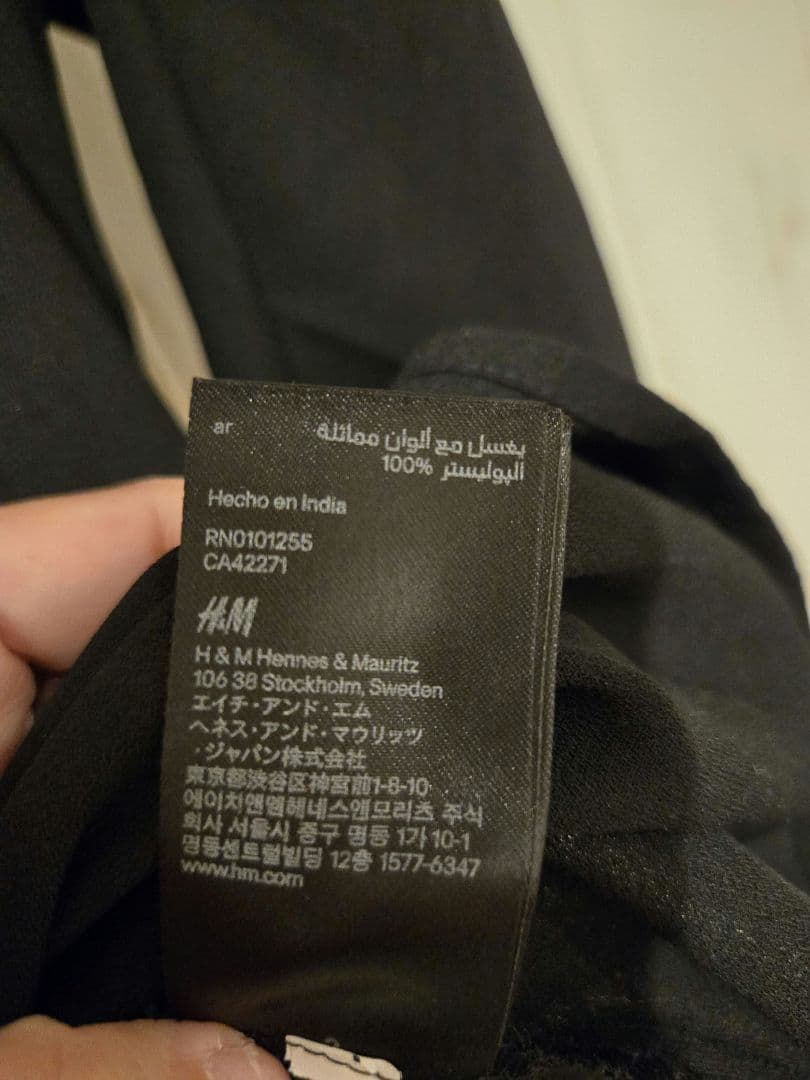 ar
يغسل مع ألوان مماثلة
البوليستر %100
Hecho en India
RN0101255
CA42271
H&M
H & M Hennes & Mauritz
106 38 Stockholm, Sweden
エイチ・アンド・エム
ヘネス・アンド・マウリッツ
・ジャパン株式会社
東京都渋谷区神宮前1-8-10
에이치앤엠헤네스앤모리츠 주식
회사 서울시 중구 명동 1가 10-1
명동센트럴빌딩 12층 1577-6347
www.hm.com